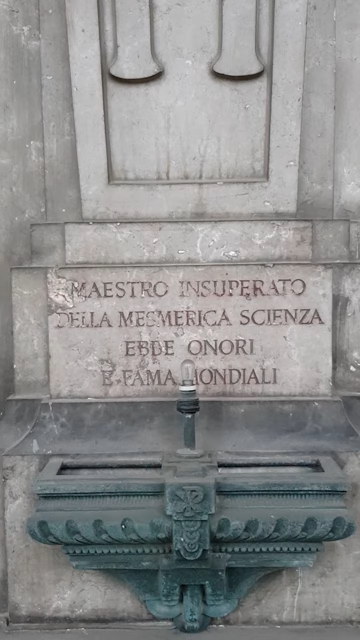 MAESTRO INSUPERATO
DELLA MESMERICA SCIENZA
EBBE ONORI
E FAMA MONDIALI